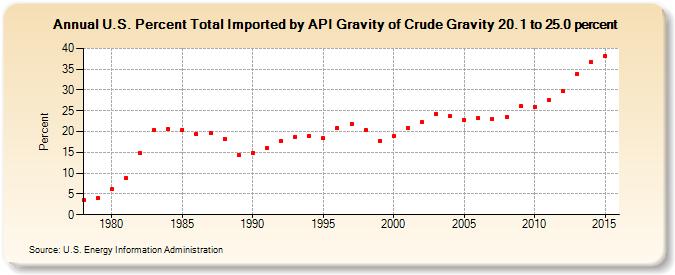 Annual U.S. Percent Total Imported by API Gravity of Crude Gravity 20.1 to 25.0 percent
Percent
40
35
30
25
20
15
10
5
0
1980 1985 1990 1995 2000 2005 2010 2015
Source: U.S. Energy Information Administration